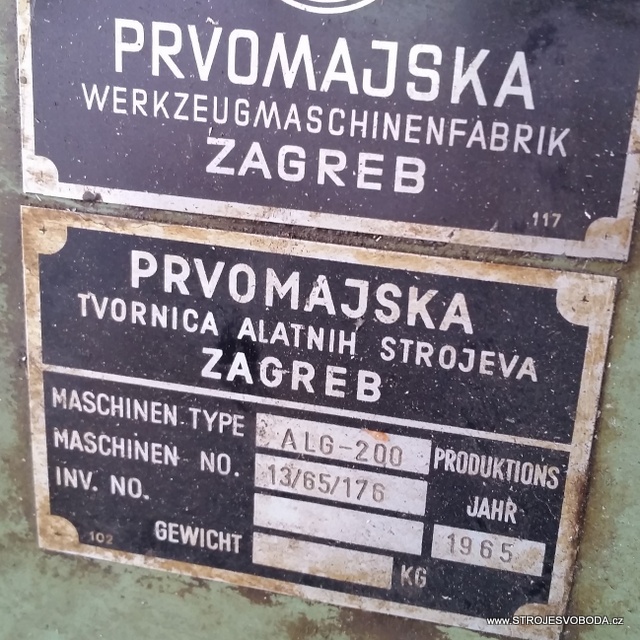 PRVOMAJSKA
WERKZEUGMASCHINENFABRIK
ZAGREB
117
PRVOMAJSKA
TVORNICA ALATNIH STROJEVA
ZAGREB
MASCHINEN TYPE ALG-200
MASCHINEN NO. 13/65/176
INV. NO.
PRODUKTIONS
JAHR
1965
102
GEWICHT KG
www.STROJESVOBODA.cz